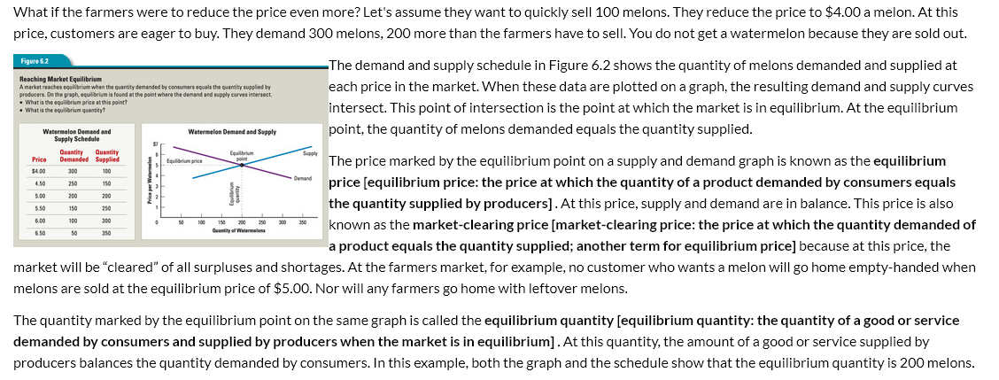 What if the farmers were to reduce the price even more? Let's assume they want to quickly sell 100 melons. They reduce the price to $4.00 a melon. At this
price, customers are eager to buy. They demand 300 melons, 200 more than the farmers have to sell. You do not get a watermelon because they are sold out.
Figure 6.2
Reaching Market Equilibrium
A market reaches equilibrium when the quantity demanded by consumers equals the quantity supplied by
producers. On the graph, equilibrium is found at the point where the demand and supply curves intersect.
• What is the equilibrium price at this point?
• What is the equilibrium quantity?
Watermelon Demand and
Supply Schedule
Price Quantity Demanded Quantity Supplied
$4.00 300 100
4.50 250 150
5.00 200 200
5.50 150 250
6.00 100 300
6.50 50 350
Watermelon Demand and Supply
Price per Watermelon
$7
6
5
4
3
2
1
0 50 100 150 200 250 300 350
Quantity of Watermelons
Equilibrium price
Equilibrium
point
Supply
Demand
Equilibrium
quantity
The demand and supply schedule in Figure 6.2 shows the quantity of melons demanded and supplied at
each price in the market. When these data are plotted on a graph, the resulting demand and supply curves
intersect. This point of intersection is the point at which the market is in equilibrium. At the equilibrium
point, the quantity of melons demanded equals the quantity supplied.
The price marked by the equilibrium point on a supply and demand graph is known as the equilibrium
price [equilibrium price: the price at which the quantity of a product demanded by consumers equals
the quantity supplied by producers] . At this price, supply and demand are in balance. This price is also
known as the market-clearing price [market-clearing price: the price at which the quantity demanded of
a product equals the quantity supplied; another term for equilibrium price] because at this price, the
market will be “cleared” of all surpluses and shortages. At the farmers market, for example, no customer who wants a melon will go home empty-handed when
melons are sold at the equilibrium price of $5.00. Nor will any farmers go home with leftover melons.
The quantity marked by the equilibrium point on the same graph is called the equilibrium quantity [equilibrium quantity: the quantity of a good or service
demanded by consumers and supplied by producers when the market is in equilibrium] . At this quantity, the amount of a good or service supplied by
producers balances the quantity demanded by consumers. In this example, both the graph and the schedule show that the equilibrium quantity is 200 melons.